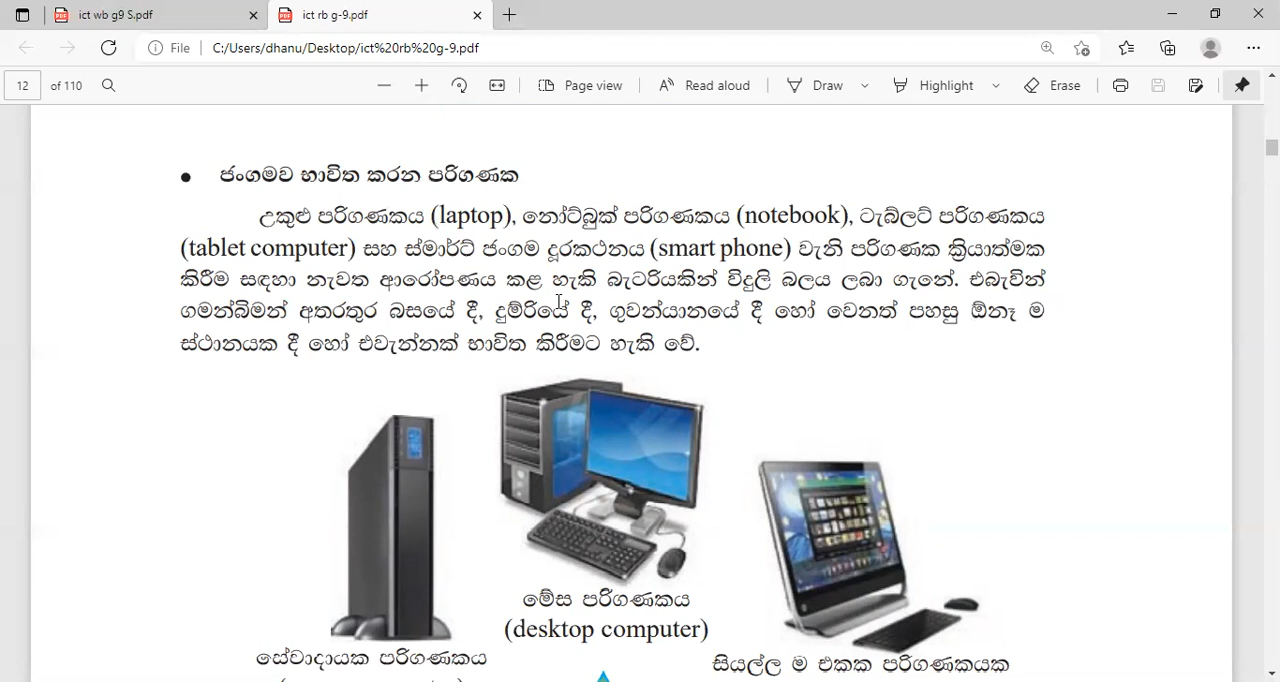 ict wb g9 S.pdf
ict rb g-9.pdf
File
C:/Users/dhanu/Desktop/ict%20rb%20g-9.pdf
12
of 110
Page view
Read aloud
Draw
Highlight
Erase
• ජංගමව භාවිත කරන පරිගණක
උකුළු පරිගණකය (laptop), නෝට්බුක් පරිගණකය (notebook), ටැබ්ලට් පරිගණකය
(tablet computer) සහ ස්මාර්ට් ජංගම දූරකථනය (smart phone) වැනි පරිගණක ක්‍රියාත්මක
කිරීම සඳහා නැවත ආරෝපණය කළ හැකි බැටරියකින් විදුලි බලය ලබා ගැනේ. එබැවින්
ගමන්බිමන් අතරතුර බසයේ දී, දුම්රියේ දී, ගුවන්යානයේ දී හෝ වෙනත් පහසු ඕනෑ ම
ස්ථානයක දී හෝ එවැන්නක් භාවිත කිරීමට හැකි වේ.
මේස පරිගණකය
(desktop computer)
සේවාදායක පරිගණකය
සියල්ල ම එකක පරිගණකයක